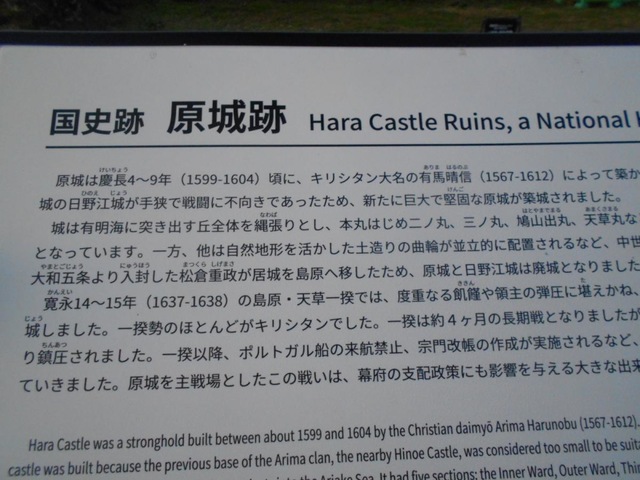 国史跡 原城跡 Hara Castle Ruins, a National
原城は慶長4～9年（1599-1604）頃に、キリシタン大名の有馬晴信（1567-1612）によって築か
城の日野江城が手狭で戦闘に不向きであったため、新たに巨大で堅固な原城が築城されました。
城は有明海に突き出す丘全体を縄張りとし、本丸はじめ二ノ丸、三ノ丸、鳩山出丸、天草丸な
となっています。一方、他は自然地形を活かした土造りの曲輪が並立的に配置されるなど、中世
大和五条より入封した松倉重政が居城を島原へ移したため、原城と日野江城は廃城となりました
寛永14～15年（1637-1638）の島原・天草一揆では、度重なる飢饉や領主の弾圧に堪えかね、
城しました。一揆勢のほとんどがキリシタンでした。一揆は約４ヶ月の長期戦となりましたが
り鎮圧されました。一揆以降、ポルトガル船の来航禁止、宗門改帳の作成が実施されるなど、
ていきました。原城を主戦場としたこの戦いは、幕府の支配政策にも影響を与える大きな出来
Hara Castle was a stronghold built between about 1599 and 1604 by the Christian daimyō Arima Harunobu (1567-1612).
castle was built because the previous base of the Arima clan, the nearby Hinoe Castle, was considered too small to be suita
into the Ariake Sea. It had five sections: the Inner Ward, Outer Ward, Thir